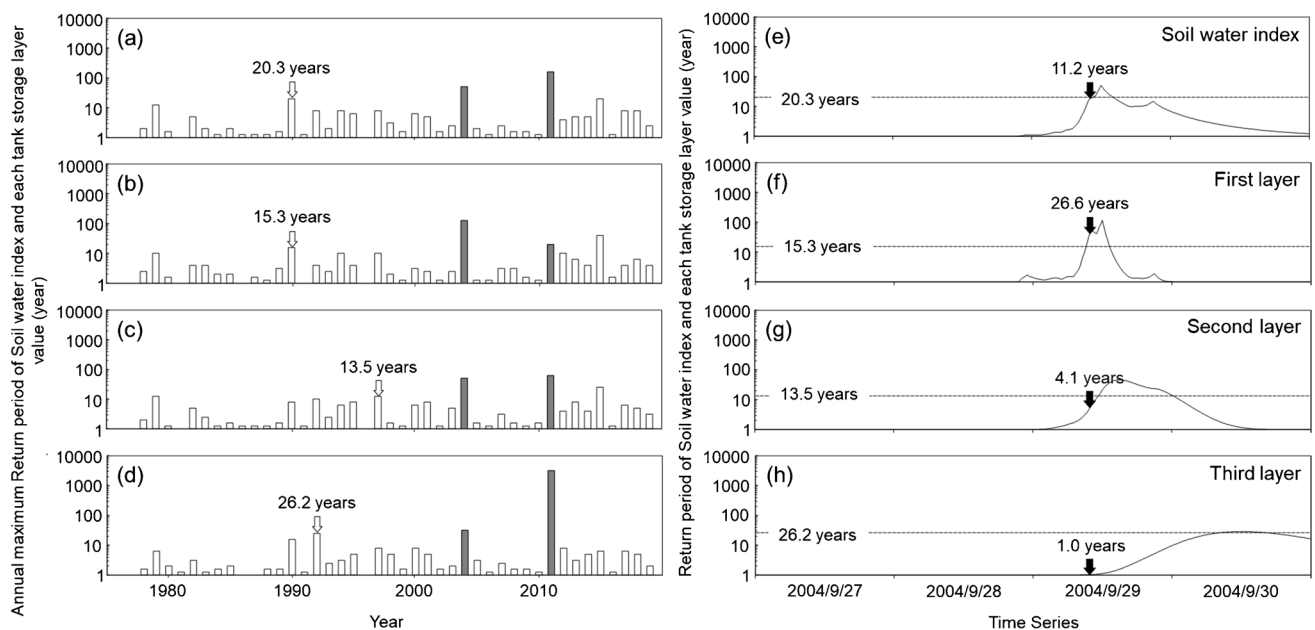 Annual maximum Return period of Soil water index and each tank storage layer
value (year)
(a)
10000
1000
100
10
1
20.3 years
(b)
10000
1000
100
10
1
15.3 years
(c)
10000
1000
100
10
1
13.5 years
(d)
10000
1000
100
10
1
26.2 years
1980
1990
2000
2010
Year
Return period of Soil water index and each tank storage layer value (year)
(e)
Soil water index
10000
1000
100
10
1
11.2 years
20.3 years
(f)
First layer
10000
1000
100
10
1
26.6 years
15.3 years
(g)
Second layer
10000
1000
100
10
1
4.1 years
13.5 years
(h)
Third layer
10000
1000
100
10
1
26.2 years
1.0 years
2004/9/27
2004/9/28
2004/9/29
2004/9/30
Time Series